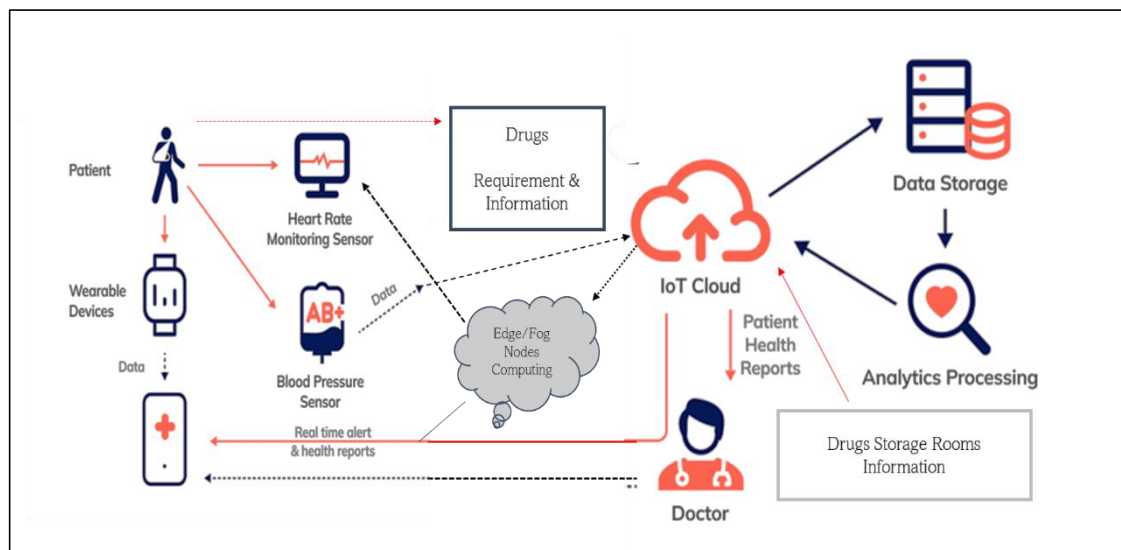 Patient
Heart Rate
Monitoring Sensor
Drugs
Requirement &
Information
Data Storage
IoT Cloud
Wearable
Devices
Data
AB+
Edge/Fog
Nodes
Computing
Data
Blood Pressure
Sensor
Patient
Health
Reports
Analytics Processing
Real time alert
& health reports
Drugs Storage Rooms
Information
Doctor